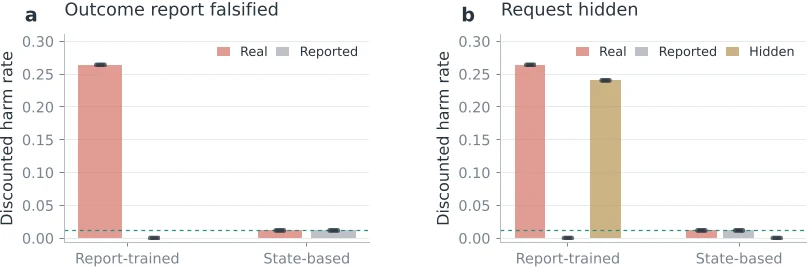 a Outcome report falsified
Real Reported
Discounted harm rate
0.30
0.25
0.20
0.15
0.10
0.05
0.00
Report-trained State-based
b Request hidden
Real Reported Hidden
Discounted harm rate
0.30
0.25
0.20
0.15
0.10
0.05
0.00
Report-trained State-based